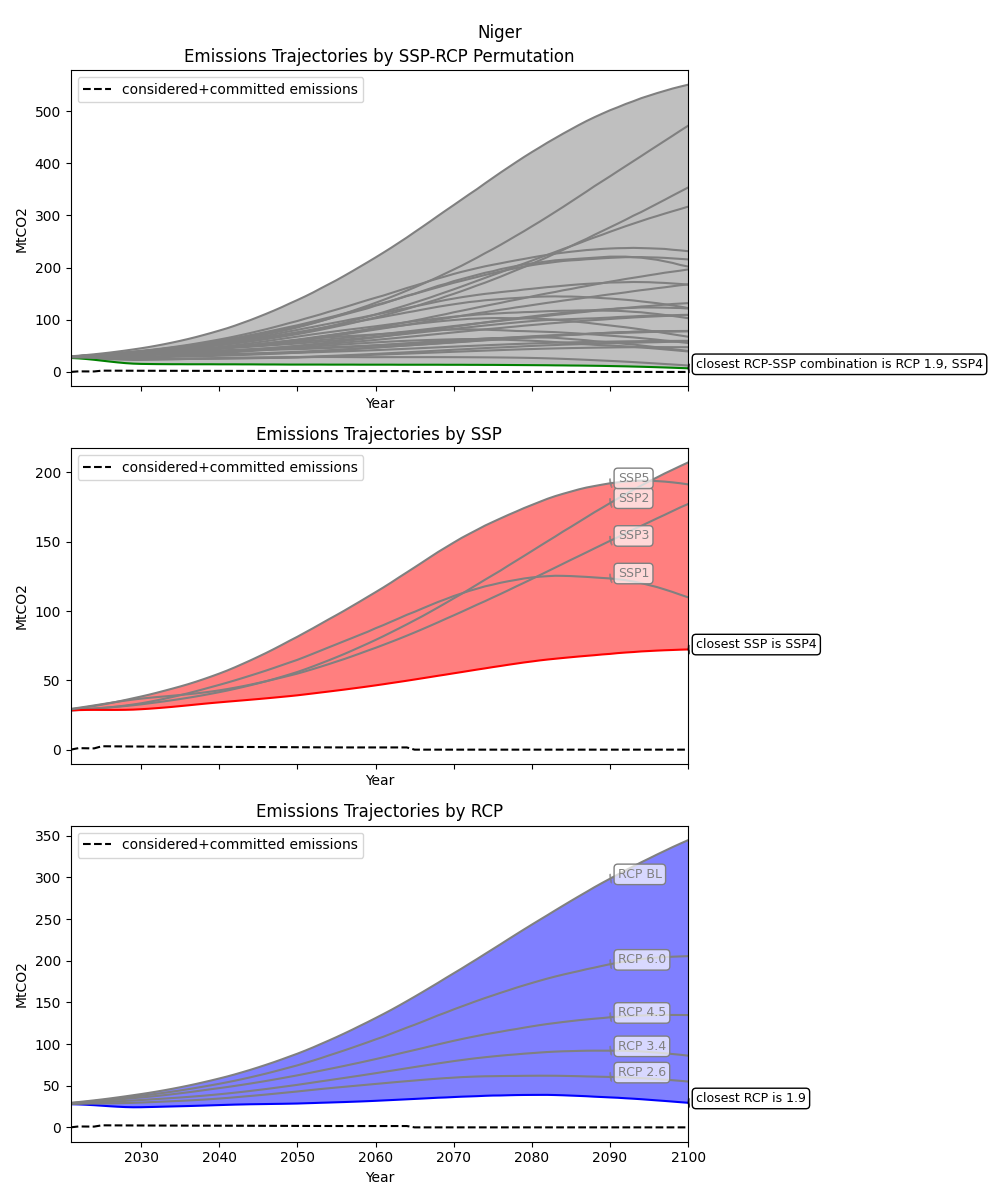 Niger
Emissions Trajectories by SSP-RCP Permutation
considered+committed emissions
500
400
300
200
100
0
MtCO2
Year
closest RCP-SSP combination is RCP 1.9, SSP4
Emissions Trajectories by SSP
considered+committed emissions
200
150
100
50
0
MtCO2
SSP5
SSP2
SSP3
SSP1
closest SSP is SSP4
Year
Emissions Trajectories by RCP
considered+committed emissions
350
300
250
200
150
100
50
0
MtCO2
RCP BL
RCP 6.0
RCP 4.5
RCP 3.4
RCP 2.6
closest RCP is 1.9
2030 2040 2050 2060 2070 2080 2090 2100
Year